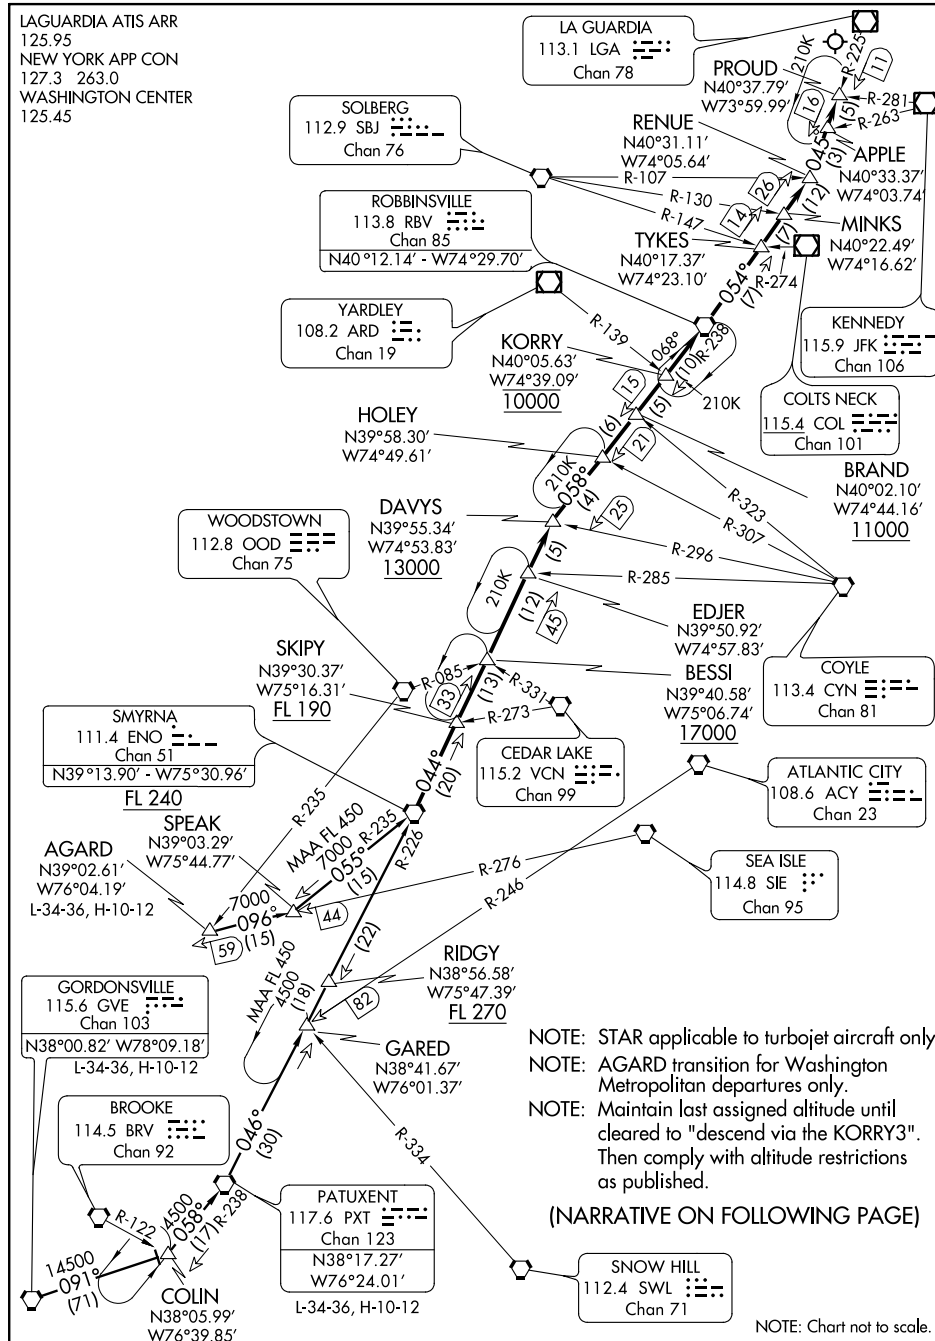 LAGUARDIA ATIS ARR
125.95
NEW YORK APP CON
127.3 263.0
WASHINGTON CENTER
125.45
LA GUARDIA
113.1 LGA
Chan 78
210K
R-225
11
PROUD
N40°37.79'
W73°59.99'
16
(5)
R-281
R-263
SOLBERG
112.9 SBJ
Chan 76
RENUE
N40°31.11'
W74°05.64'
045°
(3)
APPLE
N40°33.37'
W74°03.74'
R-107
R-130
R-147
26
14
(12)
(7)
MINKS
N40°22.49'
W74°16.62'
ROBBINSVILLE
113.8 RBV
Chan 85
N40°12.14' - W74°29.70'
TYKES
N40°17.37'
W74°23.10'
R-274
054°
(7)
YARDLEY
108.2 ARD
Chan 19
R-139
KENNEDY
115.9 JFK
Chan 106
KORRY
N40°05.63'
W74°39.09'
10000
068°
R-238
(10)
210K
COLTS NECK
115.4 COL
Chan 101
15
(5)
HOLEY
N39°58.30'
W74°49.61'
(6)
21
BRAND
N40°02.10'
W74°44.16'
11000
210K
058°
(4)
R-323
R-307
R-296
R-285
25
DAVYS
N39°55.34'
W74°53.83'
13000
WOODSTOWN
112.8 OOD
Chan 75
(5)
210K
(12)
45
EDJER
N39°50.92'
W74°57.83'
COYLE
113.4 CYN
Chan 81
SKIPY
N39°30.37'
W75°16.31'
FL 190
R-085
33
(13)
R-331
R-273
BESSI
N39°40.58'
W75°06.74'
17000
SMYRNA
111.4 ENO
Chan 51
N39°13.90' - W75°30.96'
FL 240
R-235
044°
(20)
CEDAR LAKE
115.2 VCN
Chan 99
ATLANTIC CITY
108.6 ACY
Chan 23
SPEAK
N39°03.29'
W75°44.77'
MAA FL 450
7000
R-235
055°
(15)
R-226
AGARD
N39°02.61'
W76°04.19'
L-34-36, H-10-12
7000
096°
(15)
59
44
R-276
R-246
SEA ISLE
114.8 SIE
Chan 95
(22)
RIDGY
N38°56.58'
W75°47.39'
FL 270
MAA FL 450
4500
(18)
82
GORDONSVILLE
115.6 GVE
Chan 103
N38°00.82' W78°09.18'
L-34-36, H-10-12
GARED
N38°41.67'
W76°01.37'
NOTE: STAR applicable to turbojet aircraft only
NOTE: AGARD transition for Washington
Metropolitan departures only.
NOTE: Maintain last assigned altitude until
cleared to "descend via the KORRY3".
Then comply with altitude restrictions
as published.
(NARRATIVE ON FOLLOWING PAGE)
BROOKE
114.5 BRV
Chan 92
046°
(30)
R-334
R-122
4500
058°
(17)
R-238
PATUXENT
117.6 PXT
Chan 123
N38°17.27'
W76°24.01'
L-34-36, H-10-12
14500
091°
(71)
COLIN
N38°05.99'
W76°39.85'
SNOW HILL
112.4 SWL
Chan 71
NOTE: Chart not to scale.